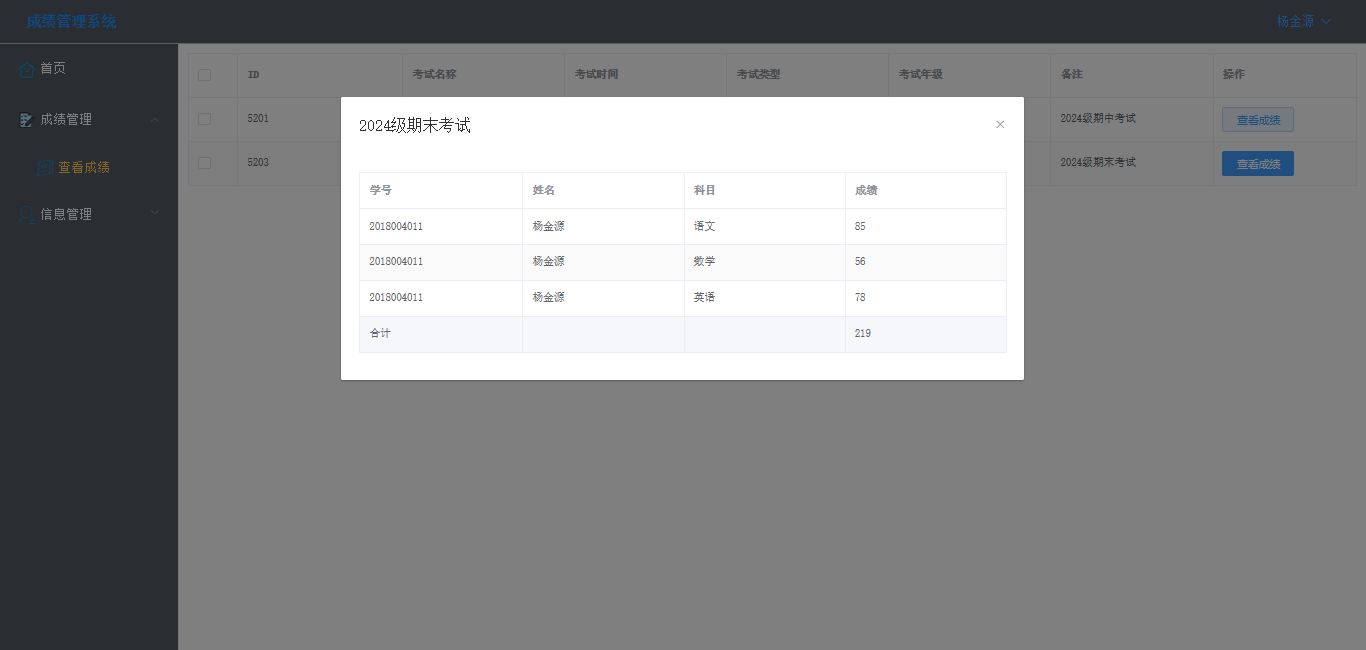 成绩管理系统
杨金源
首页
成绩管理
查看成绩
信息管理
ID 考试名称 考试时间 考试类型 考试年级 备注 操作
5201 2024级期中考试 查看成绩
5203 2024级期末考试 查看成绩
2024级期末考试
学号 姓名 科目 成绩
2018004011 杨金源 语文 85
2018004011 杨金源 数学 56
2018004011 杨金源 英语 78
合计 219